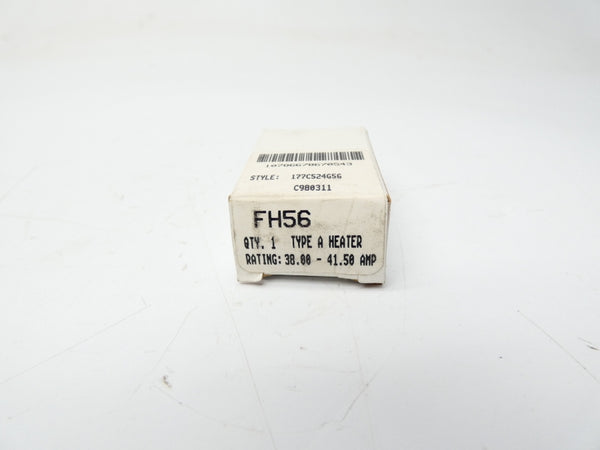 STYLE: 177C524G56
C980311
FH56
QTY. 1 TYPE A HEATER
RATING: 38.00 - 41.50 AMP